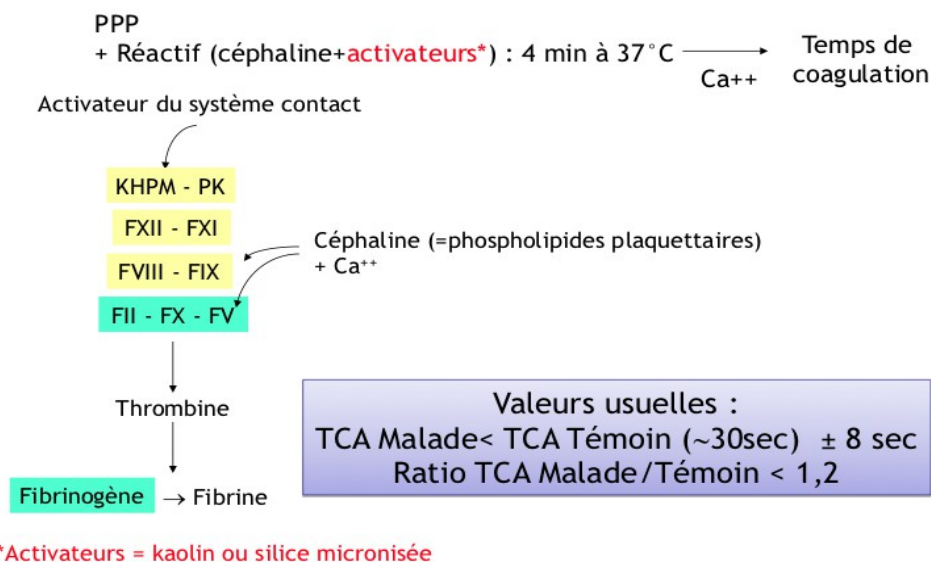 PPP
+ Réactif (céphaline+activateurs*) : 4 min à 37°C
Ca++
Temps de
coagulation
Activateur du système contact
KHPM - PK
FXII - FXI
FVIII - FIX
FII - FX - FV
Céphaline (=phospholipides plaquettaires)
+ Ca++
Thrombine
Fibrinogène → Fibrine
Valeurs usuelles :
TCA Malade< TCA Témoin (~30sec) ± 8 sec
Ratio TCA Malade/Témoin < 1,2
*Activateurs = kaolin ou silice micronisée